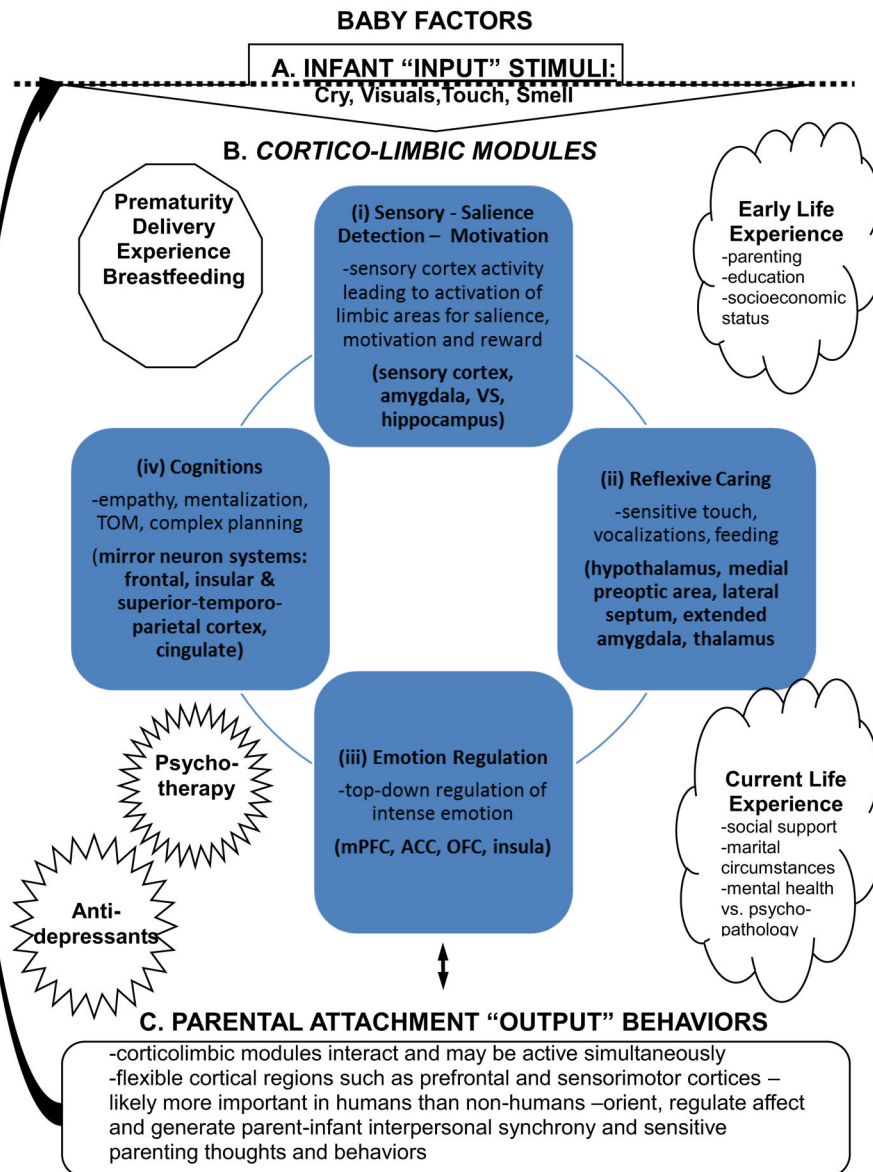 BABY FACTORS
A. INFANT “INPUT” STIMULI:
Cry, Visuals,Touch, Smell
B. CORTICO-LIMBIC MODULES
Prematurity
Delivery
Experience
Breastfeeding
(i) Sensory - Salience
Detection – Motivation
-sensory cortex activity
leading to activation of
limbic areas for salience,
motivation and reward
(sensory cortex,
amygdala, VS,
hippocampus)
Early Life
Experience
-parenting
-education
-socioeconomic
status
(iv) Cognitions
-empathy, mentalization,
TOM, complex planning
(mirror neuron systems:
frontal, insular &
superior-temporo-
parietal cortex,
cingulate)
(ii) Reflexive Caring
-sensitive touch,
vocalizations, feeding
(hypothalamus, medial
preoptic area, lateral
septum, extended
amygdala, thalamus
Psycho-
therapy
(iii) Emotion Regulation
-top-down regulation of
intense emotion
(mPFC, ACC, OFC, insula)
Current Life
Experience
-social support
-marital
circumstances
-mental health
vs. psycho-
pathology
Anti-
depressants
C. PARENTAL ATTACHMENT “OUTPUT” BEHAVIORS
-corticolimbic modules interact and may be active simultaneously
-flexible cortical regions such as prefrontal and sensorimotor cortices –
likely more important in humans than non-humans –orient, regulate affect
and generate parent-infant interpersonal synchrony and sensitive
parenting thoughts and behaviors